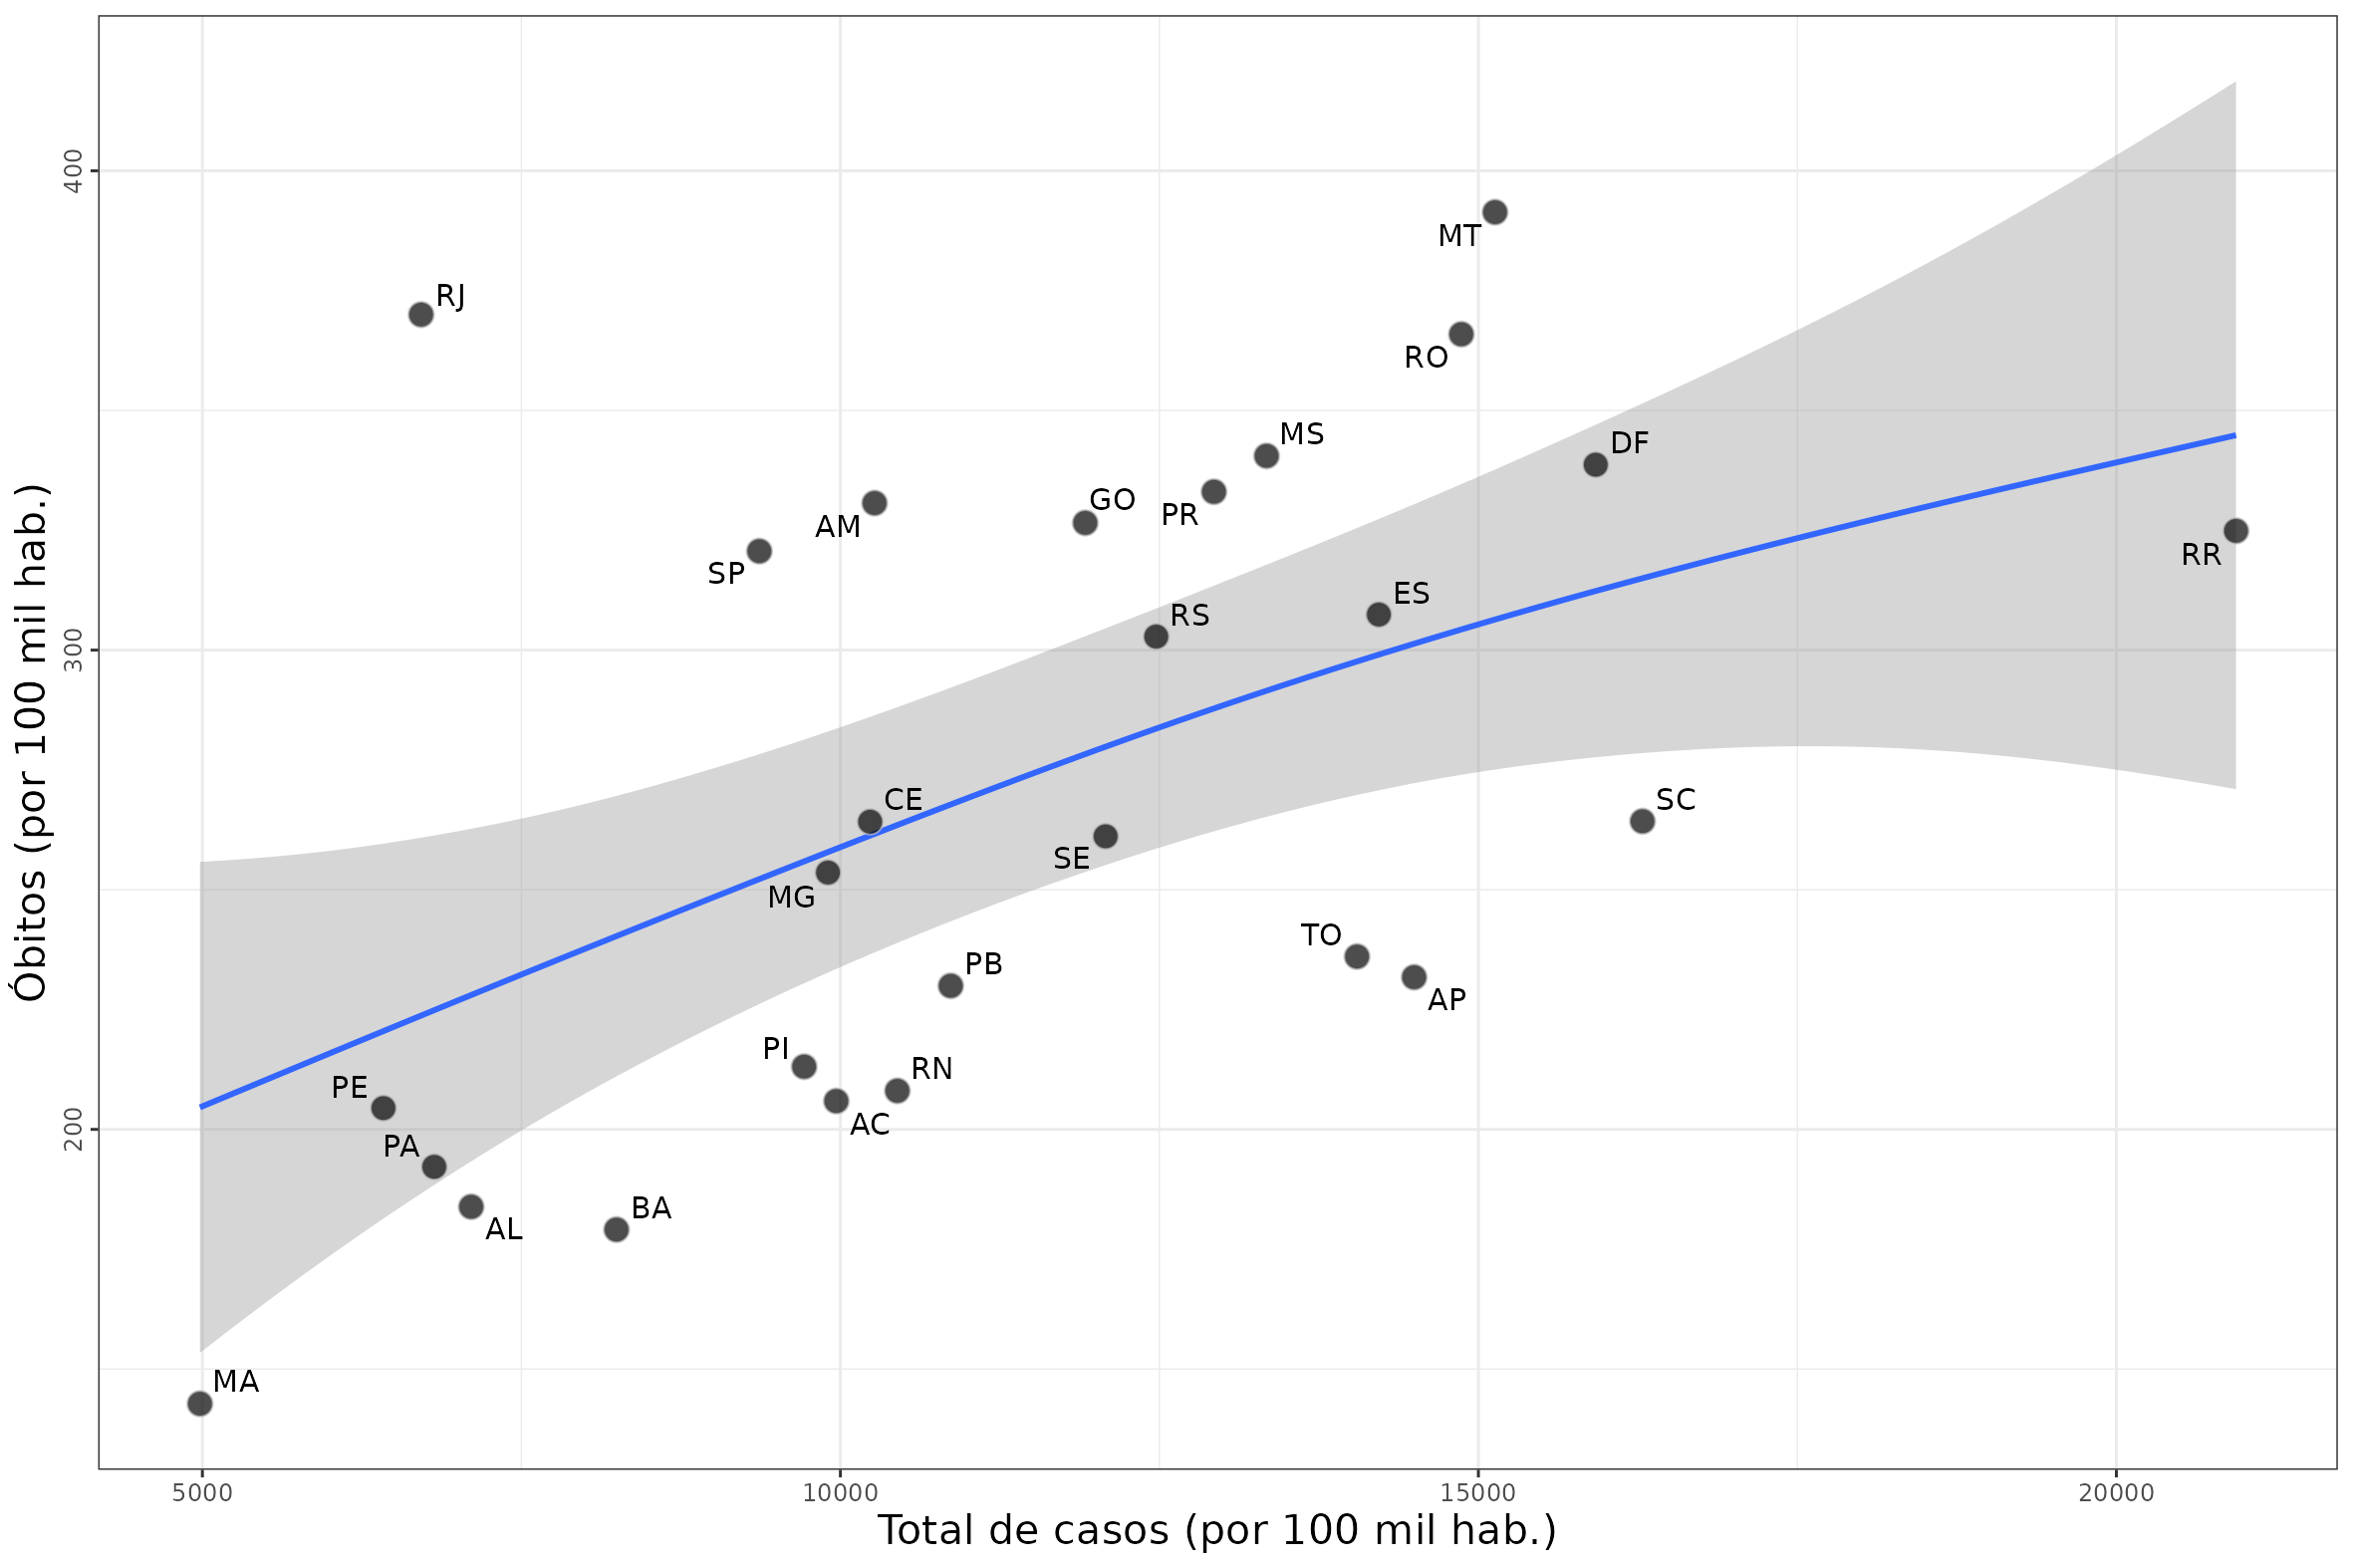 Óbitos (por 100 mil hab.)
400
300
200
MT
RJ
RO
MS
DF
GO
PR
AM
RR
SP
ES
RS
CE
SC
SE
MG
TO
PB
AP
PI
RN
PE
AC
PA
BA
AL
MA
5000 10000 15000 20000
Total de casos (por 100 mil hab.)